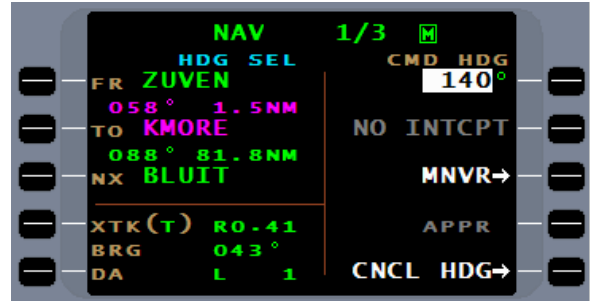 NAV 1/3 M
HDG SEL CMD HDG
FR ZUVEN 140°
058° 1.5NM
TO KMORE NO INTCPT
088° 81.8NM
NX BLUIT MNVR→
XTK(T) R0.41 APPR
BRG 043°
DA L 1 CNCL HDG→